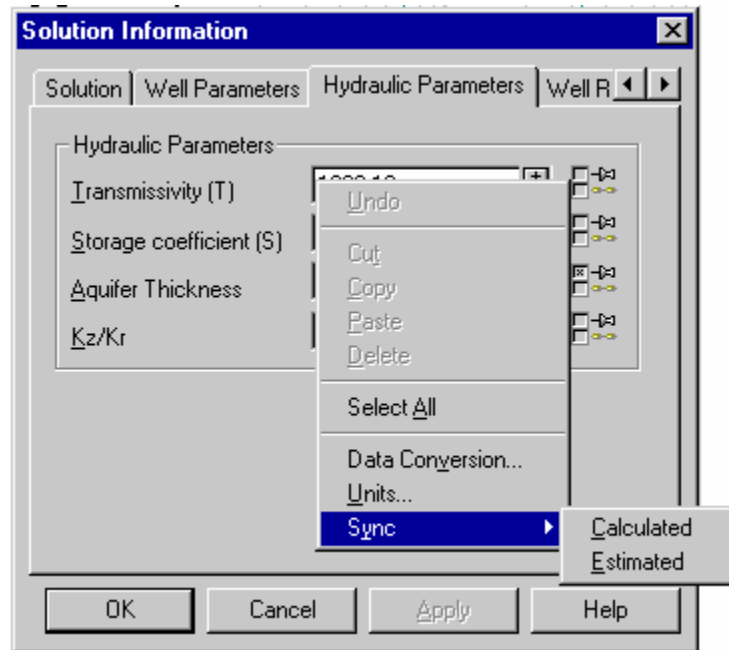 Solution Information
Solution Well Parameters Hydraulic Parameters Well R
Hydraulic Parameters
Transmissivity (T)
Storage coefficient (S)
Aquifer Thickness
Kz/Kr
Undo
Cut
Copy
Paste
Delete
Select All
Data Conversion...
Units...
Sync
Calculated
Estimated
OK Cancel Apply Help